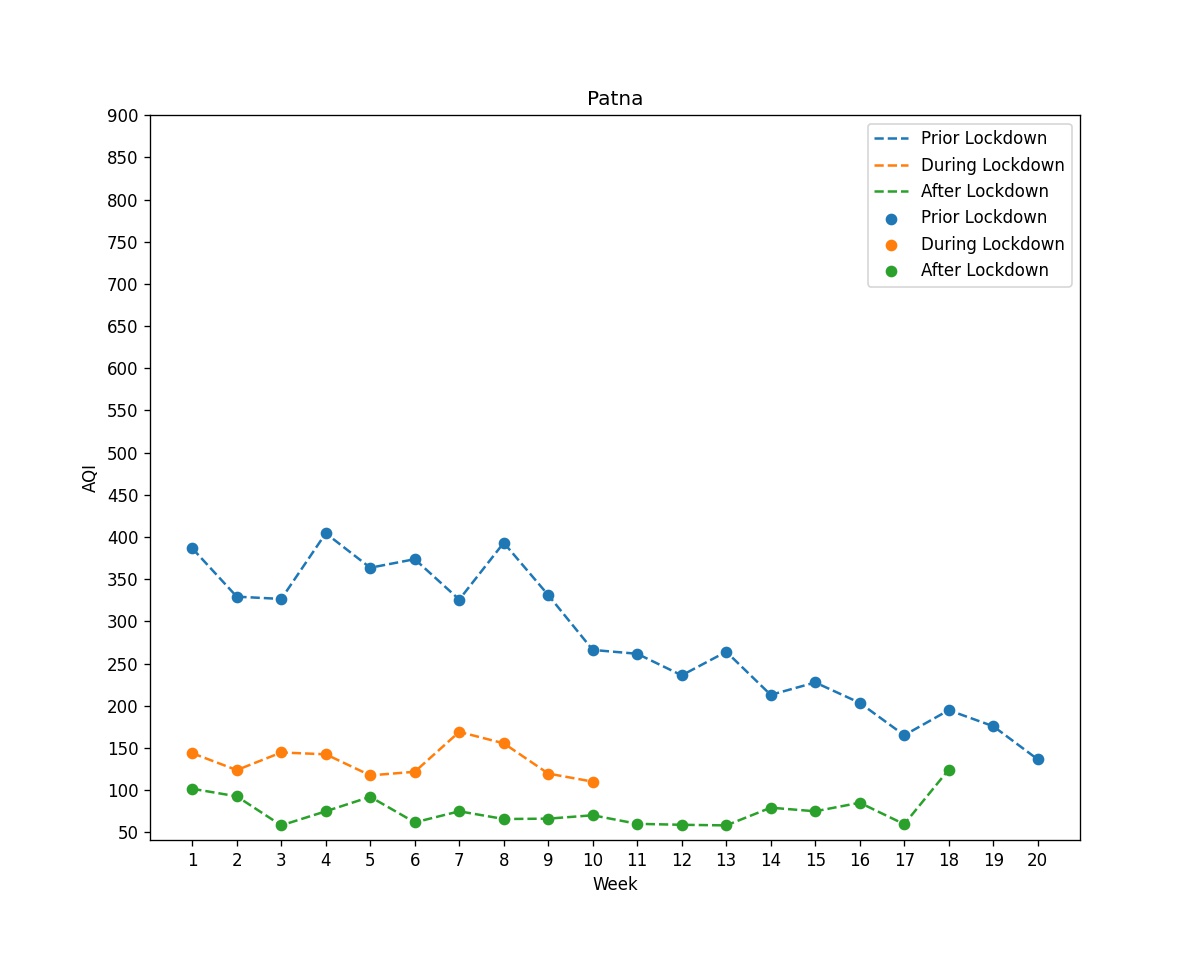 Patna
900
850
800
750
700
650
600
550
500
450
400
350
300
250
200
150
100
50
AQI
Prior Lockdown
During Lockdown
After Lockdown
Prior Lockdown
During Lockdown
After Lockdown
1 2 3 4 5 6 7 8 9 10 11 12 13 14 15 16 17 18 19 20
Week